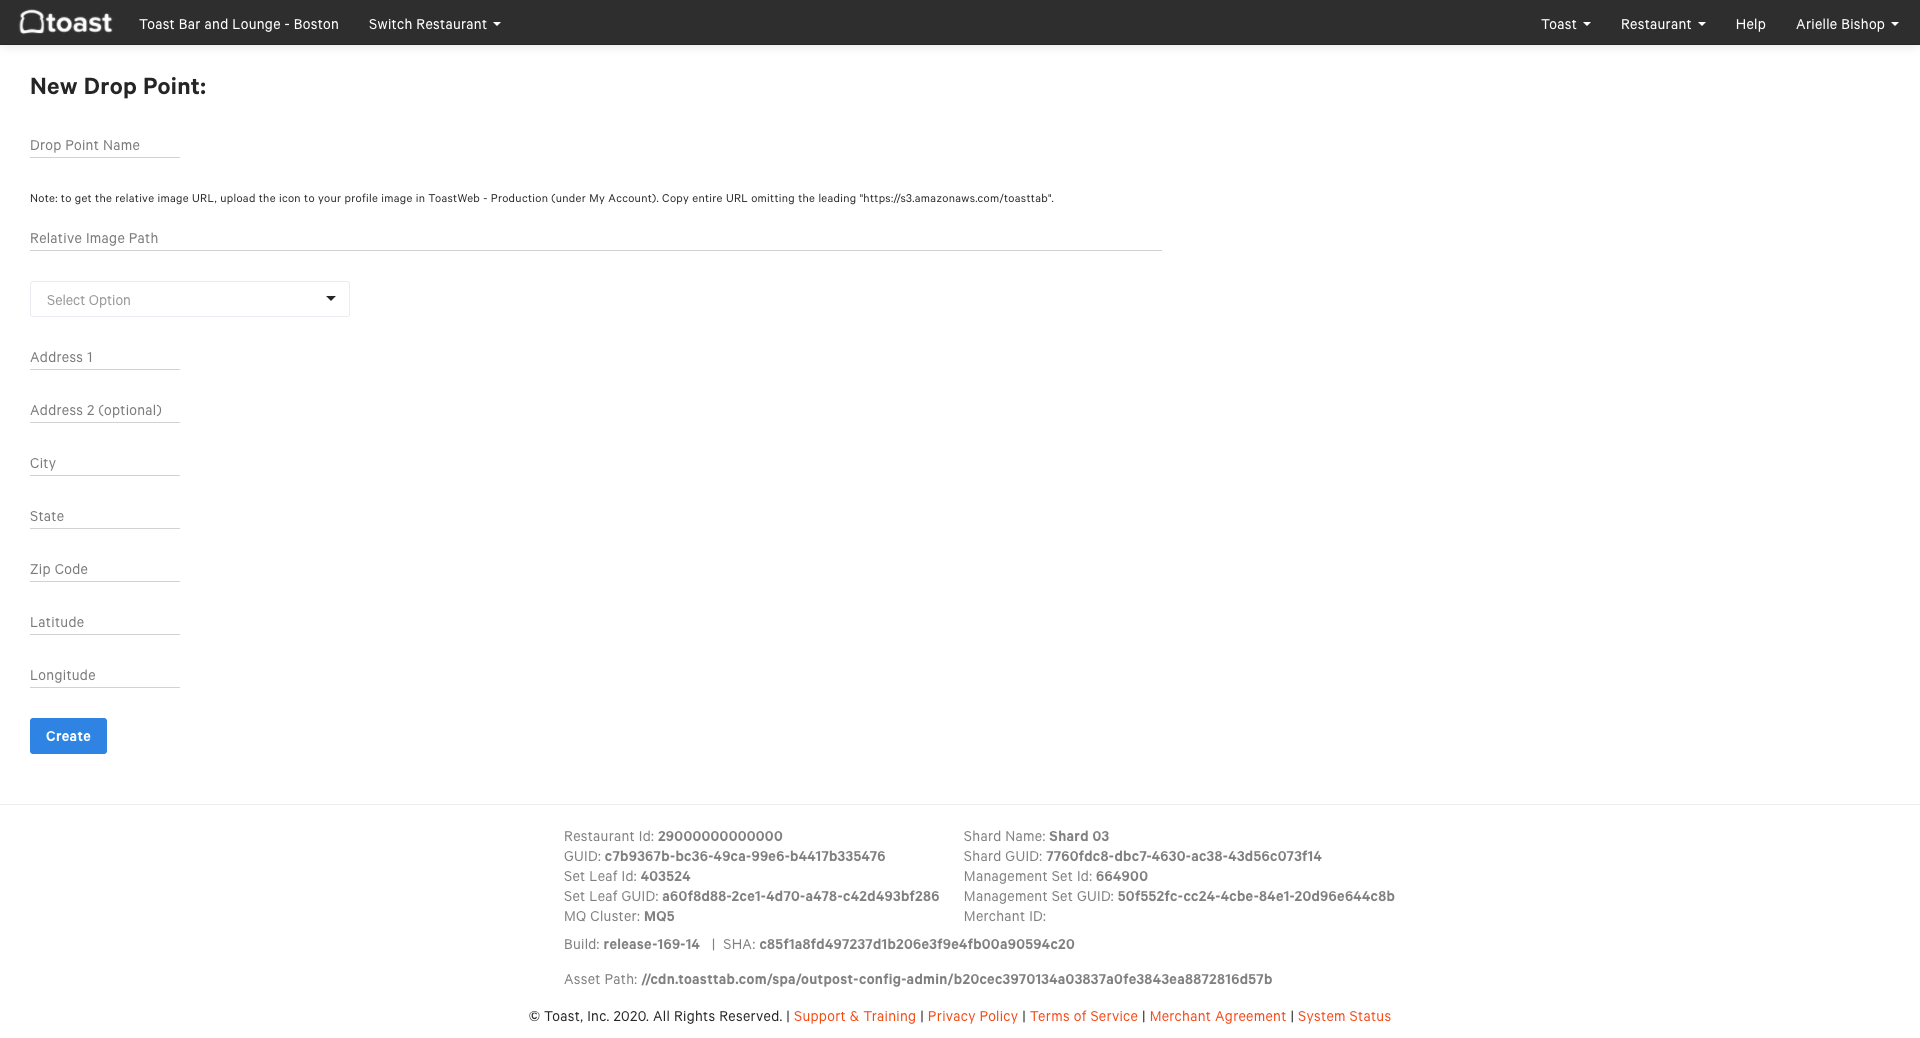 toast Toast Bar and Lounge - Boston Switch Restaurant Toast Restaurant Help Arielle Bishop
New Drop Point:
Drop Point Name
Note: to get the relative image URL, upload the icon to your profile image in ToastWeb - Production (under My Account). Copy entire URL omitting the leading "https://s3.amazonaws.com/toasttab".
Relative Image Path
Select Option
Address 1
Address 2 (optional)
City
State
Zip Code
Latitude
Longitude
Create
Restaurant Id: 29000000000000
GUID: c7b9367b-bc36-49ca-99e6-b4417b335476
Set Leaf Id: 403524
Set Leaf GUID: a60f8d88-2ce1-4d70-a478-c42d493bf286
MQ Cluster: MQ5
Shard Name: Shard 03
Shard GUID: 7760fdc8-dbc7-4630-ac38-43d56c073f14
Management Set Id: 664900
Management Set GUID: 50f552fc-cc24-4cbe-84e1-20d96e644c8b
Merchant ID:
Build: release-169-14 | SHA: c85f1a8fd497237d1b206e3f9e4fb00a90594c20
Asset Path: //cdn.toasttab.com/spa/outpost-config-admin/b20cec3970134a03837a0fe3843ea8872816d57b
© Toast, Inc. 2020. All Rights Reserved. | Support & Training | Privacy Policy | Terms of Service | Merchant Agreement | System Status